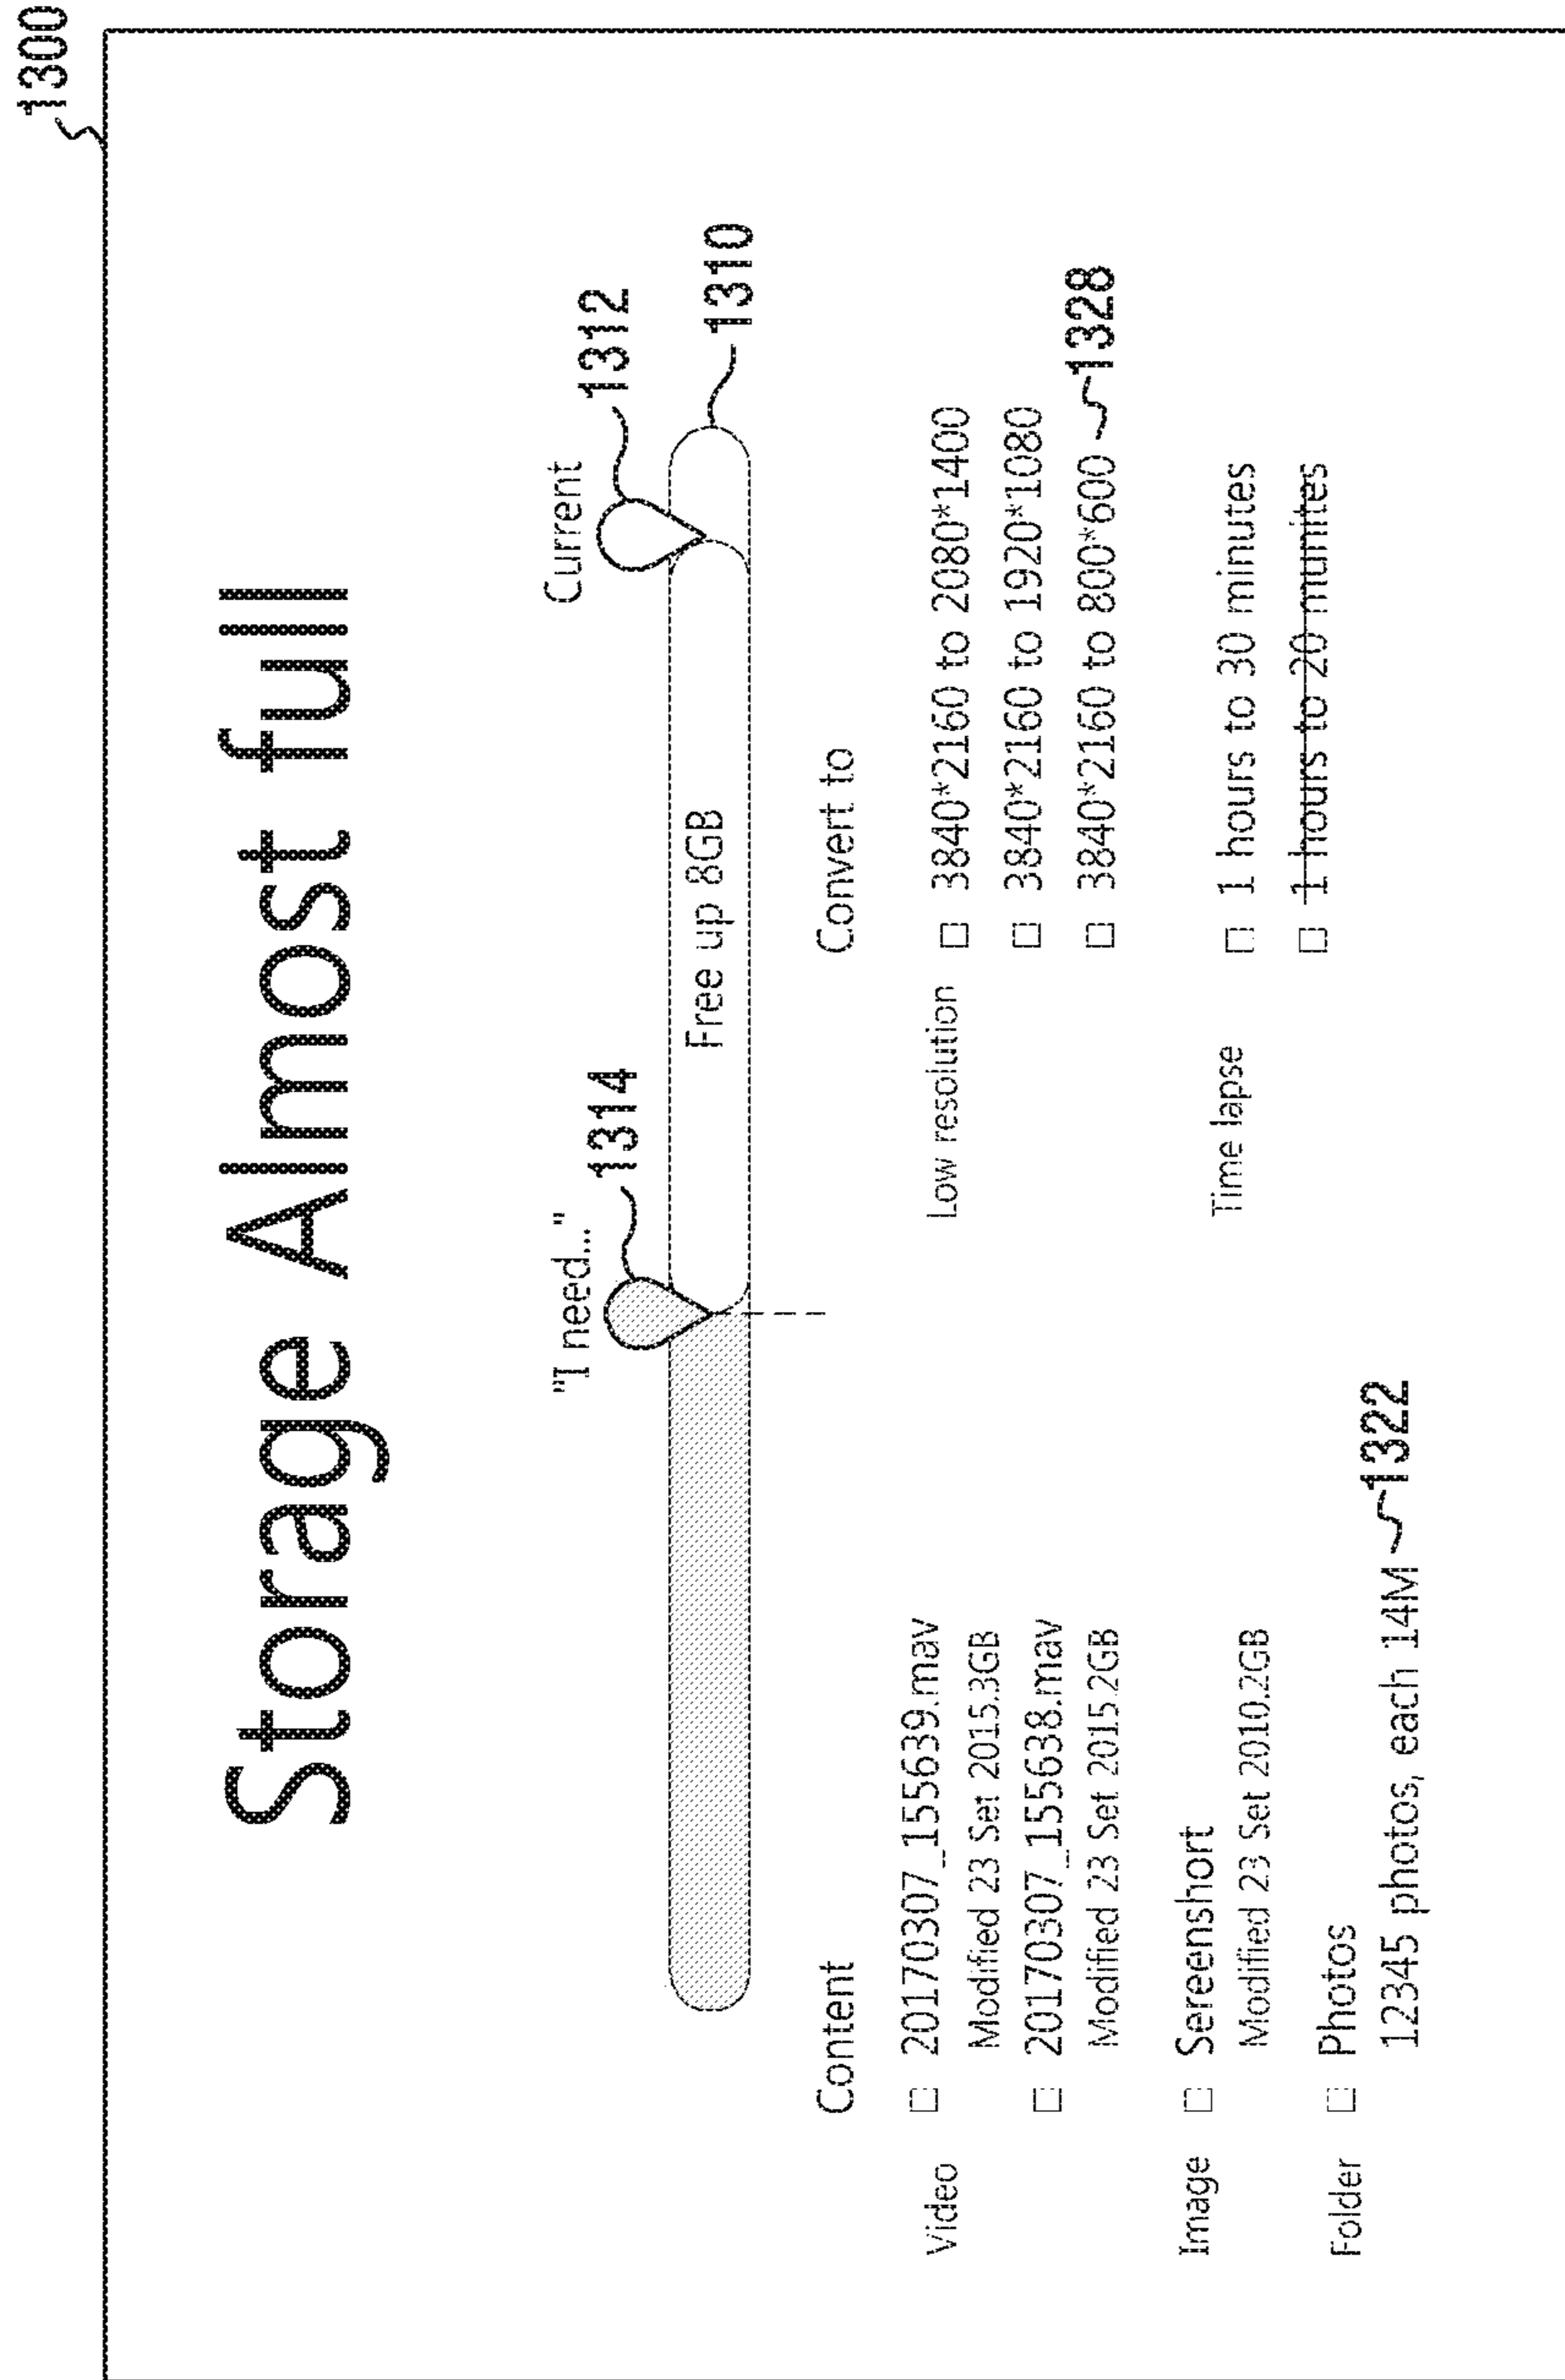 1300
Storage Almost full
"I need..."
1314
Current
1312
Free up 8GB
1310
Content
Video
20170307_155639.mav
Modified 23 Set 2015.3GB
20170307_155638.mav
Modified 23 Set 2015.2GB
Image
Sereenshort
Modified 23 Set 2010.2GB
Folder
Photos
12345 photos, each 14M
1322
Convert to
Low resolution
3840*2160 to 2080*1400
3840*2160 to 1920*1080
3840*2160 to 800*600
1328
Time lapse
1 hours to 30 minutes
1 hours to 20 munites